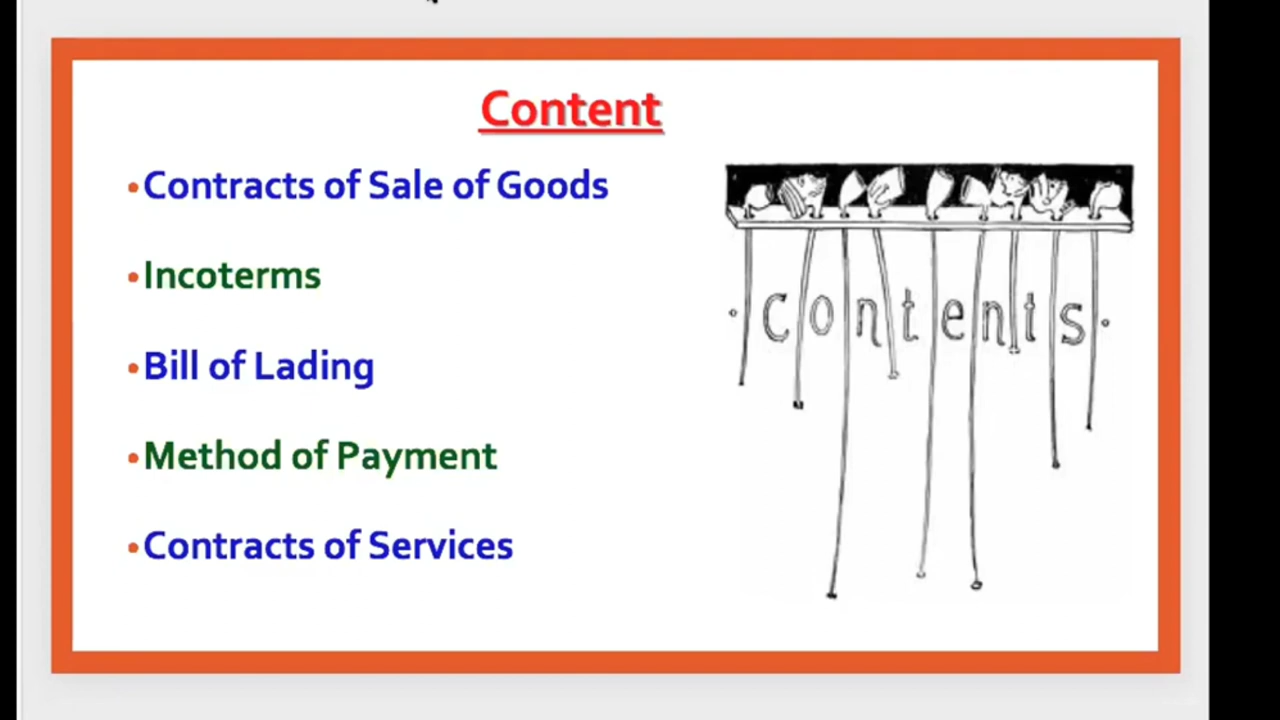 Content
•Contracts of Sale of Goods
•Incoterms
•Bill of Lading
•Method of Payment
•Contracts of Services
• Contents •